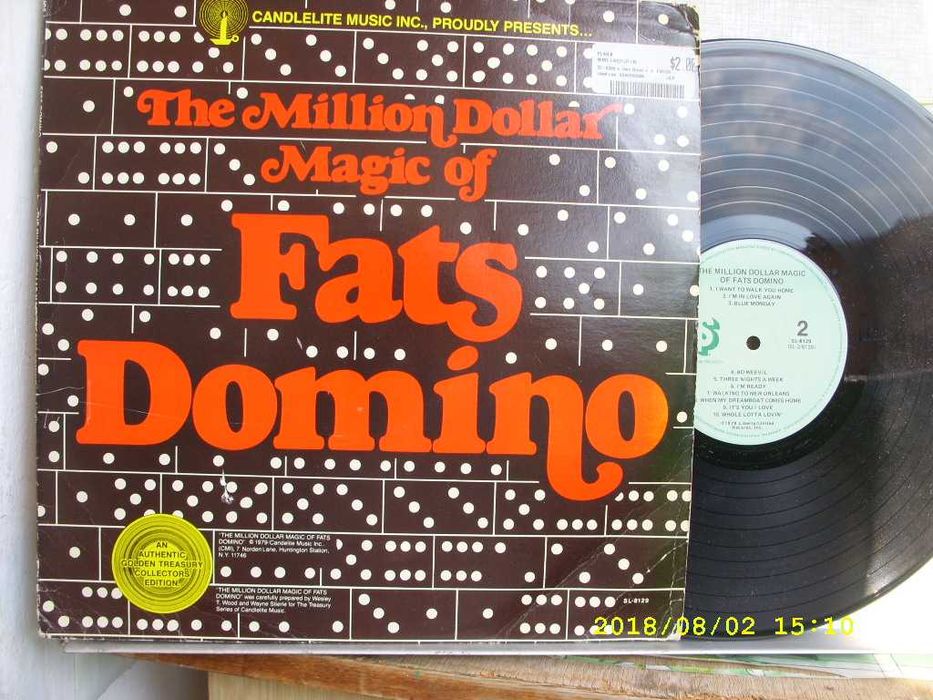 CANDLELITE MUSIC INC., PROUDLY PRESENTS...
$2
The Million Dollar
Magic of
Fats
Domino
AN
AUTHENTIC
GOLDEN TREASURY
COLLECTORS
EDITION
"THE MILLION DOLLAR MAGIC OF FATS
DOMINO" © 1979 Candlelite Music Inc.
(CMI), 7 Norden Lane, Huntington Station,
N.Y. 11746
"THE MILLION DOLLAR MAGIC OF FATS
DOMINO" was carefully prepared by Wesley
T. Wood and Wayne Stierle for The Treasury
Series of Candlelite Music.
SL-8129
THE MILLION DOLLAR MAGIC
OF FATS DOMINO
1. I WANT TO WALK YOU HOME
2. I'M IN LOVE AGAIN
3. BLUE MONDAY
2
SL-8129
4. BO WEEVIL
5. THREE NIGHTS A WEEK
6. I'M READY
7. WALKING TO NEW ORLEANS
WHEN MY DREAMBOAT COMES HOME
9. IT'S YOU I LOVE
10. WHOLE LOTTA LOVIN'
Records, Inc.
2018/08/02 15:10